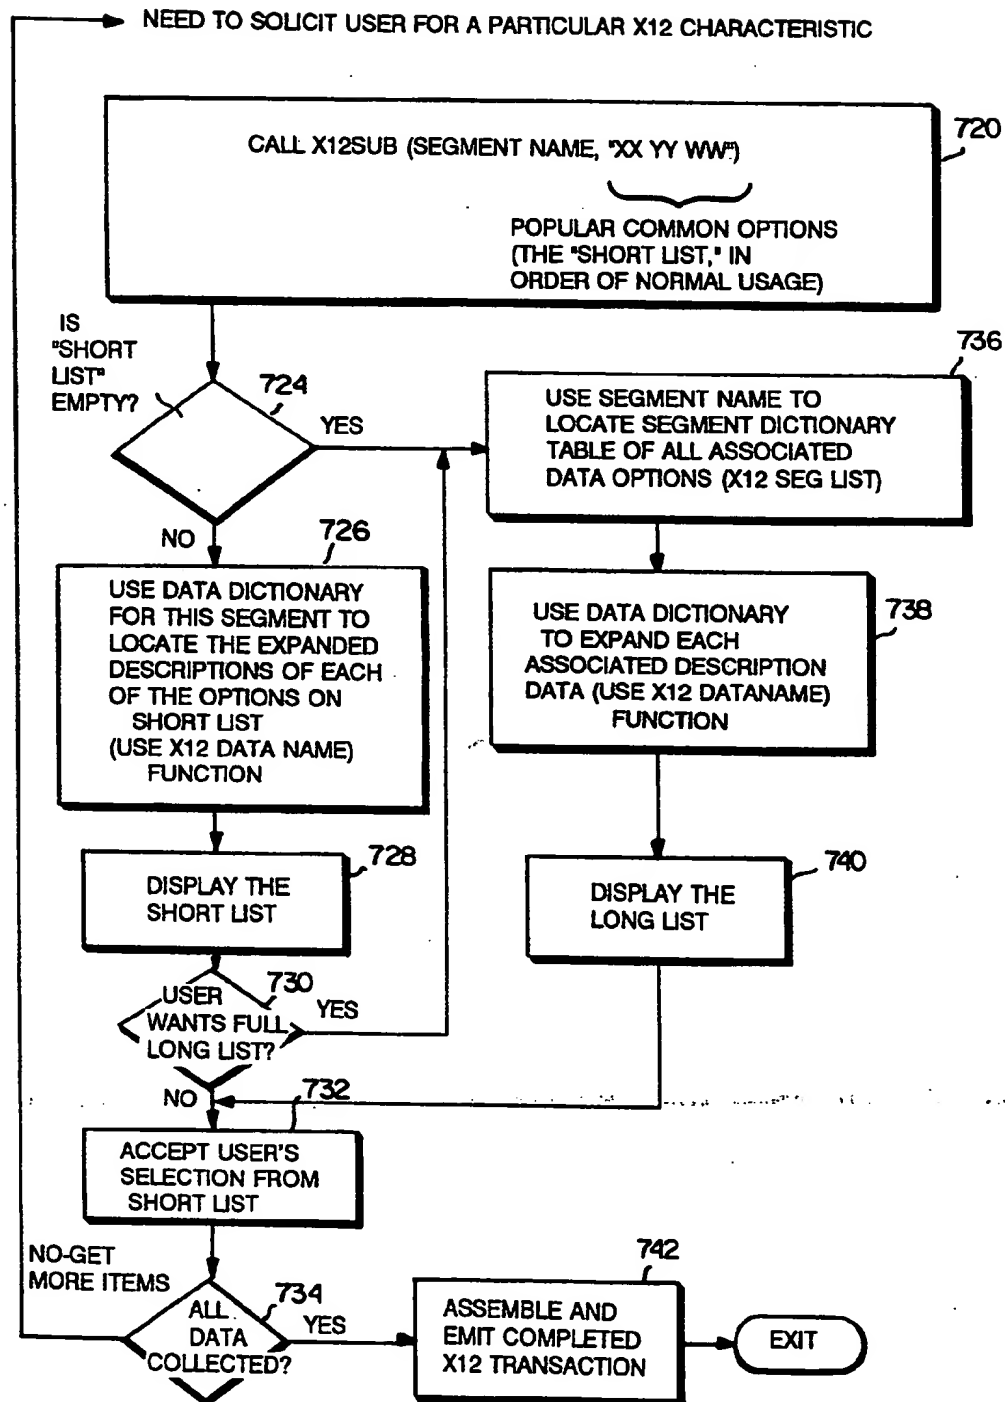 NEED TO SOLICIT USER FOR A PARTICULAR X12 CHARACTERISTIC
720
CALL X12SUB (SEGMENT NAME, "XX YY WW")
POPULAR COMMON OPTIONS
(THE "SHORT LIST," IN
ORDER OF NORMAL USAGE)
IS
"SHORT
LIST"
EMPTY?
724
YES
NO
736
USE SEGMENT NAME TO
LOCATE SEGMENT DICTIONARY
TABLE OF ALL ASSOCIATED
DATA OPTIONS (X12 SEG LIST)
726
USE DATA DICTIONARY
FOR THIS SEGMENT TO
LOCATE THE EXPANDED
DESCRIPTIONS OF EACH
OF THE OPTIONS ON
SHORT LIST
(USE X12 DATA NAME)
FUNCTION
738
USE DATA DICTIONARY
TO EXPAND EACH
ASSOCIATED DESCRIPTION
DATA (USE X12 DATANAME)
FUNCTION
728
DISPLAY THE
SHORT LIST
740
DISPLAY THE
LONG LIST
730
USER
WANTS FULL
LONG LIST?
YES
NO
732
ACCEPT USER'S
SELECTION FROM
SHORT LIST
NO-GET
MORE ITEMS
734
ALL
DATA
COLLECTED?
YES
742
ASSEMBLE AND
EMIT COMPLETED
X12 TRANSACTION
EXIT